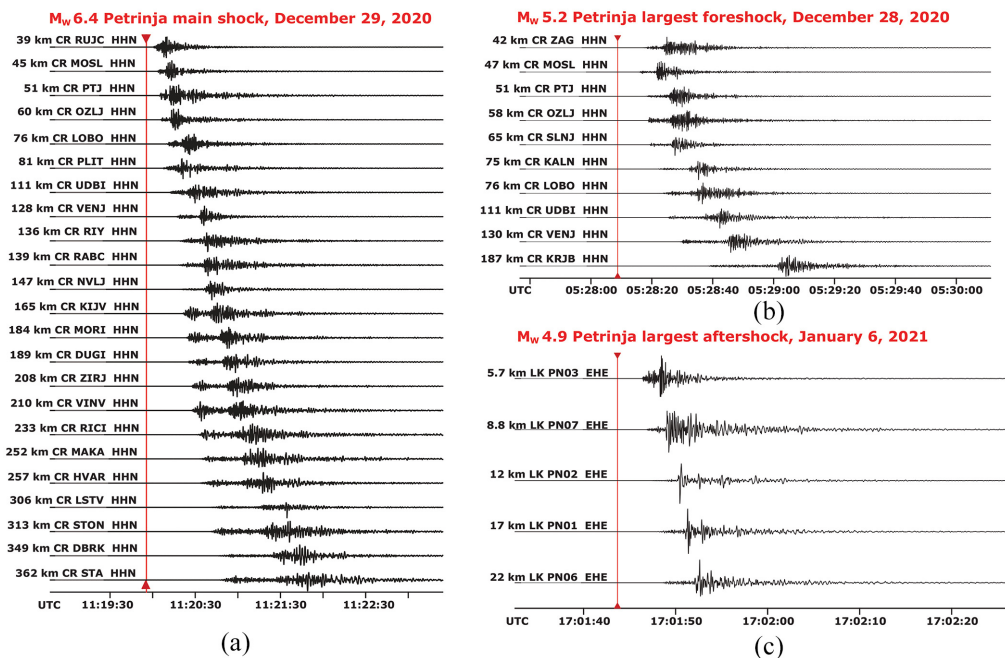 M_W 6.4 Petrinja main shock, December 29, 2020
39 km CR RUJC HHN
45 km CR MOSL HHN
51 km CR PTJ HHN
60 km CR OZLJ HHN
76 km CR LOBO HHN
81 km CR PLIT HHN
111 km CR UDBI HHN
128 km CR VENJ HHN
136 km CR RIY HHN
139 km CR RABC HHN
147 km CR NVLJ HHN
165 km CR KIJV HHN
184 km CR MORI HHN
189 km CR DUGI HHN
208 km CR ZIRJ HHN
210 km CR VINV HHN
233 km CR RICI HHN
252 km CR MAKA HHN
257 km CR HVAR HHN
306 km CR LSTV HHN
313 km CR STON HHN
349 km CR DBRK HHN
362 km CR STA HHN
UTC 11:19:30 11:20:30 11:21:30 11:22:30
(a)
M_W 5.2 Petrinja largest foreshock, December 28, 2020
42 km CR ZAG HHN
47 km CR MOSL HHN
51 km CR PTJ HHN
58 km CR OZLJ HHN
65 km CR SLNJ HHN
75 km CR KALN HHN
76 km CR LOBO HHN
111 km CR UDBI HHN
130 km CR VENJ HHN
187 km CR KRJB HHN
UTC 05:28:00 05:28:20 05:28:40 05:29:00 05:29:20 05:29:40 05:30:00
(b)
M_W 4.9 Petrinja largest aftershock, January 6, 2021
5.7 km LK PN03 EHE
8.8 km LK PN07 EHE
12 km LK PN02 EHE
17 km LK PN01 EHE
22 km LK PN06 EHE
UTC 17:01:40 17:01:50 17:02:00 17:02:10 17:02:20
(c)